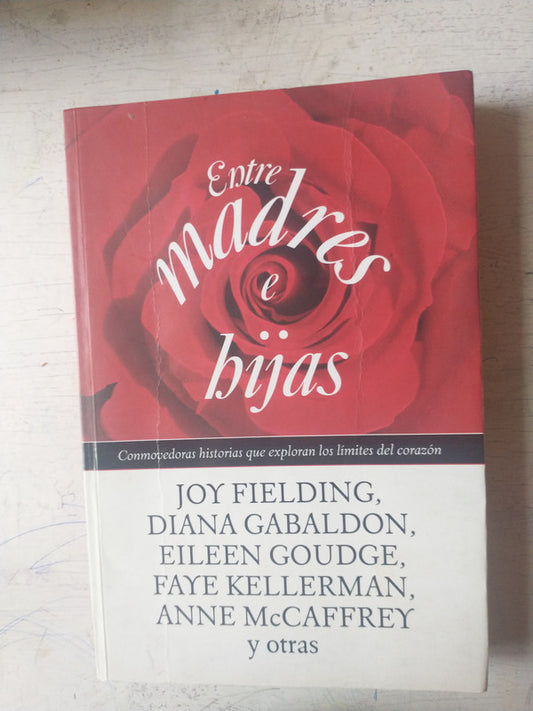 Entre
madres
e
hijas
Conmovedoras historias que exploran los límites del corazón
JOY FIELDING,
DIANA GABALDON,
EILEEN GOUDGE,
FAYE KELLERMAN,
ANNE McCAFFREY
y otras